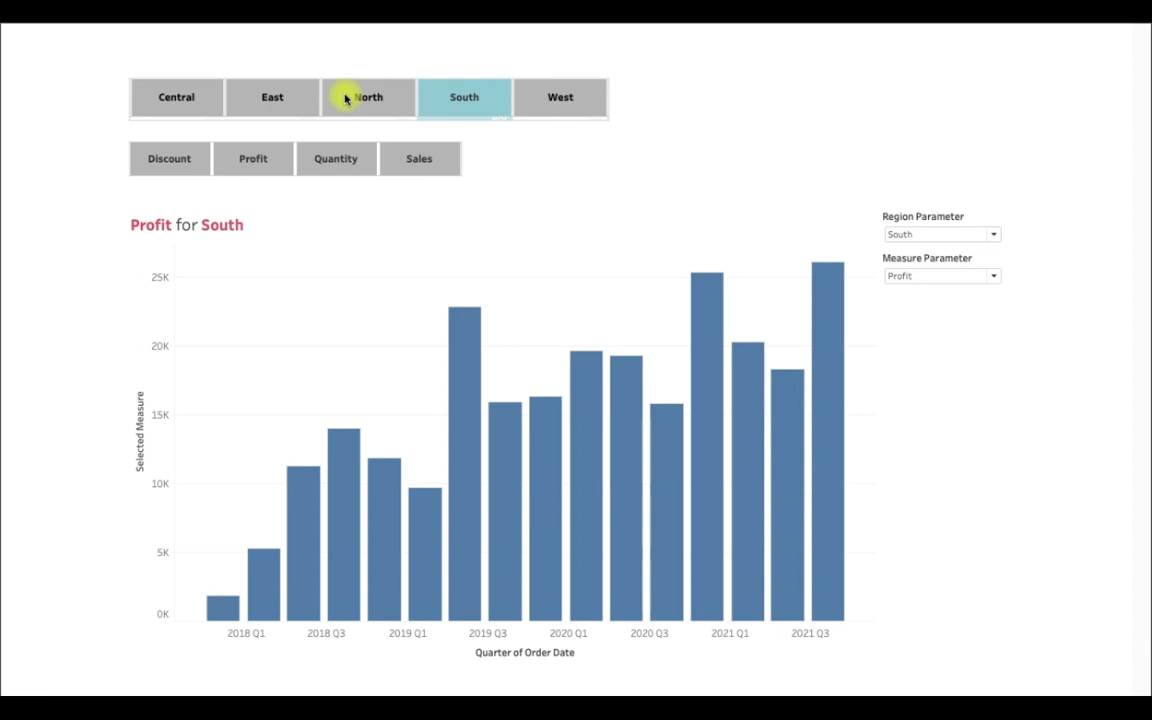 Central East North South West
Discount Profit Quantity Sales
Profit for South
Region Parameter
South
Measure Parameter
Profit
25K
20K
15K
10K
5K
0K
Selected Measure
2018 Q1 2018 Q3 2019 Q1 2019 Q3 2020 Q1 2020 Q3 2021 Q1 2021 Q3
Quarter of Order Date